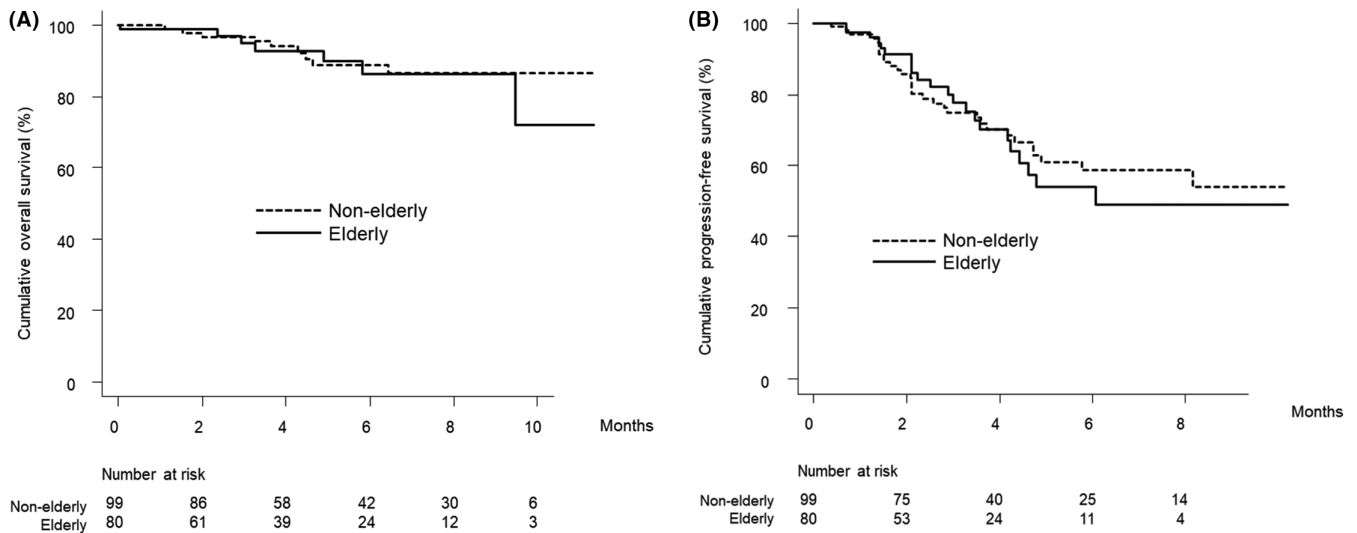 (A)
100
80
60
40
20
0
Cumulative overall survival (%)
Non-elderly
Elderly
0 2 4 6 8 10 Months
Number at risk
Non-elderly 99 86 58 42 30 6
Elderly 80 61 39 24 12 3
(B)
100
80
60
40
20
0
Cumulative progression-free survival (%)
Non-elderly
Elderly
0 2 4 6 8 Months
Number at risk
Non-elderly 99 75 40 25 14
Elderly 80 53 24 11 4